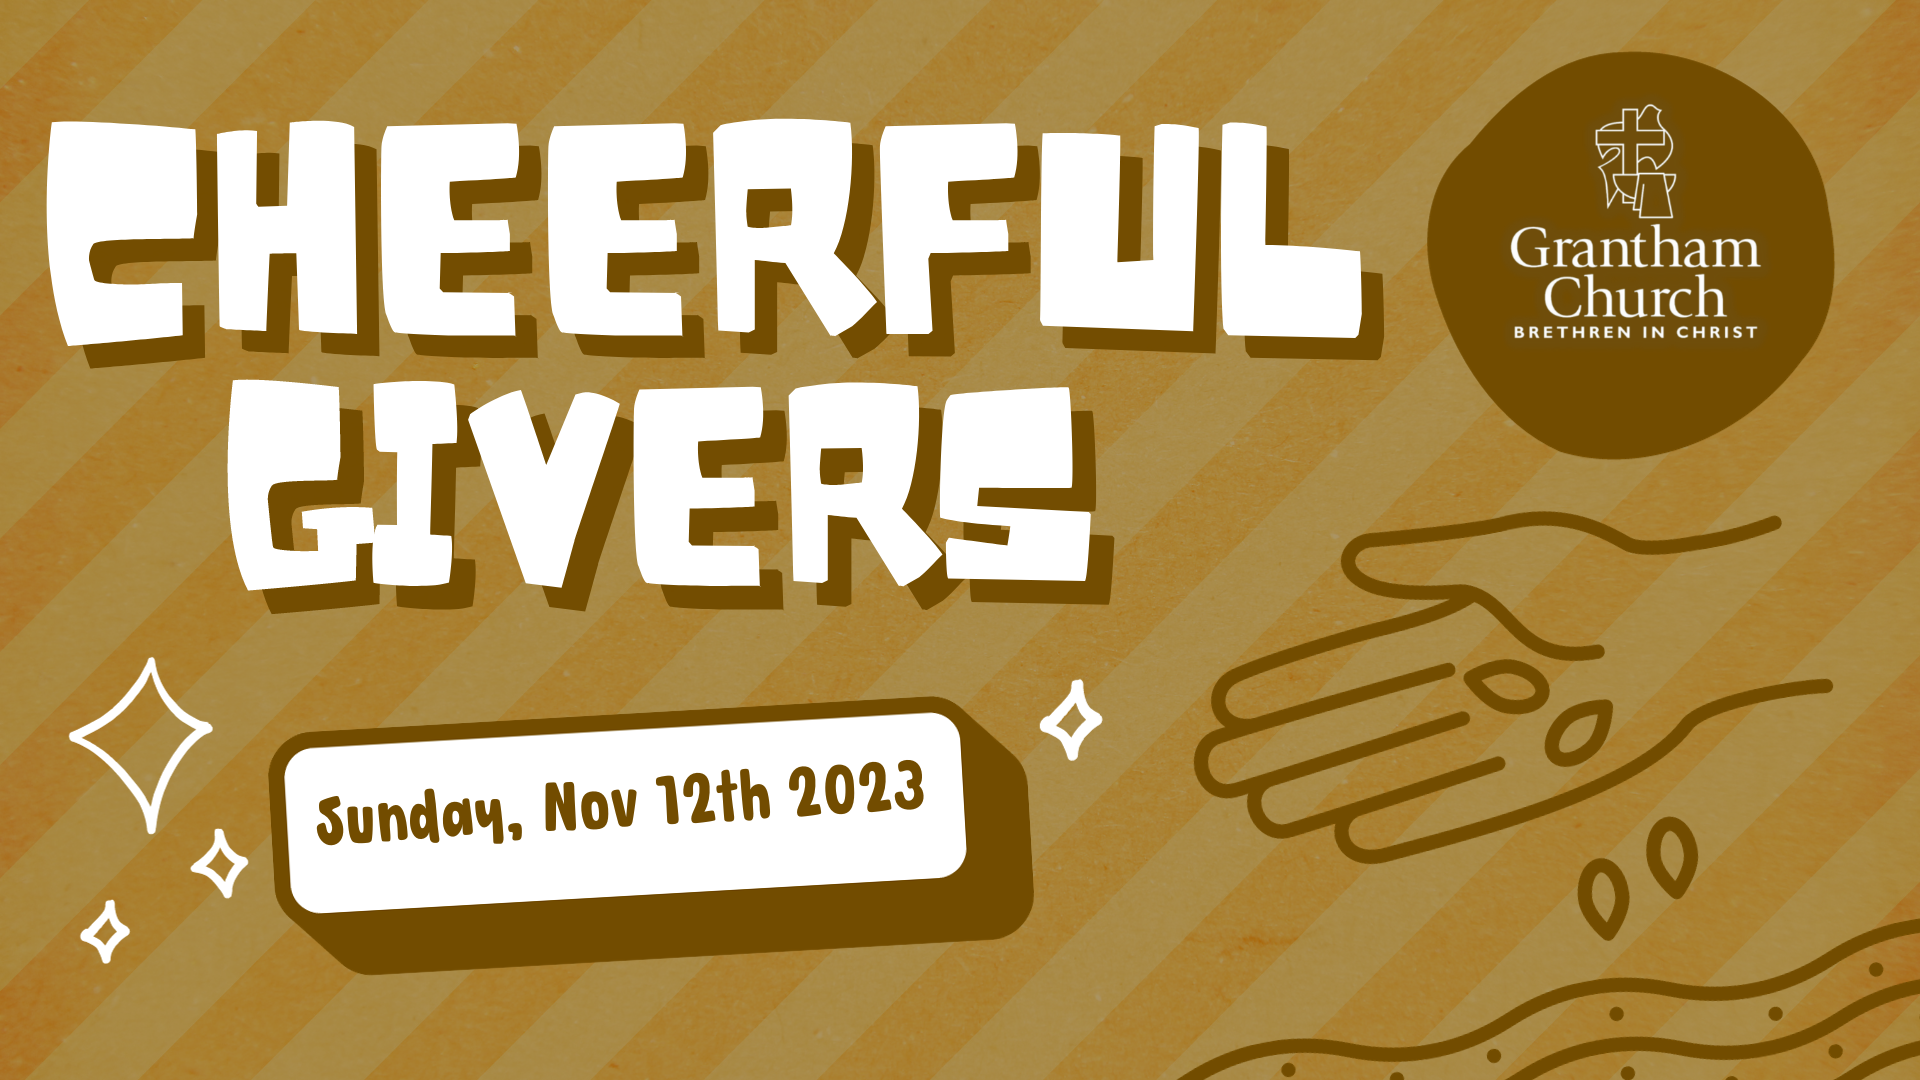 CHEERFUL
GIVERS
Grantham
Church
BRETHREN IN CHRIST
Sunday, Nov 12th 2023